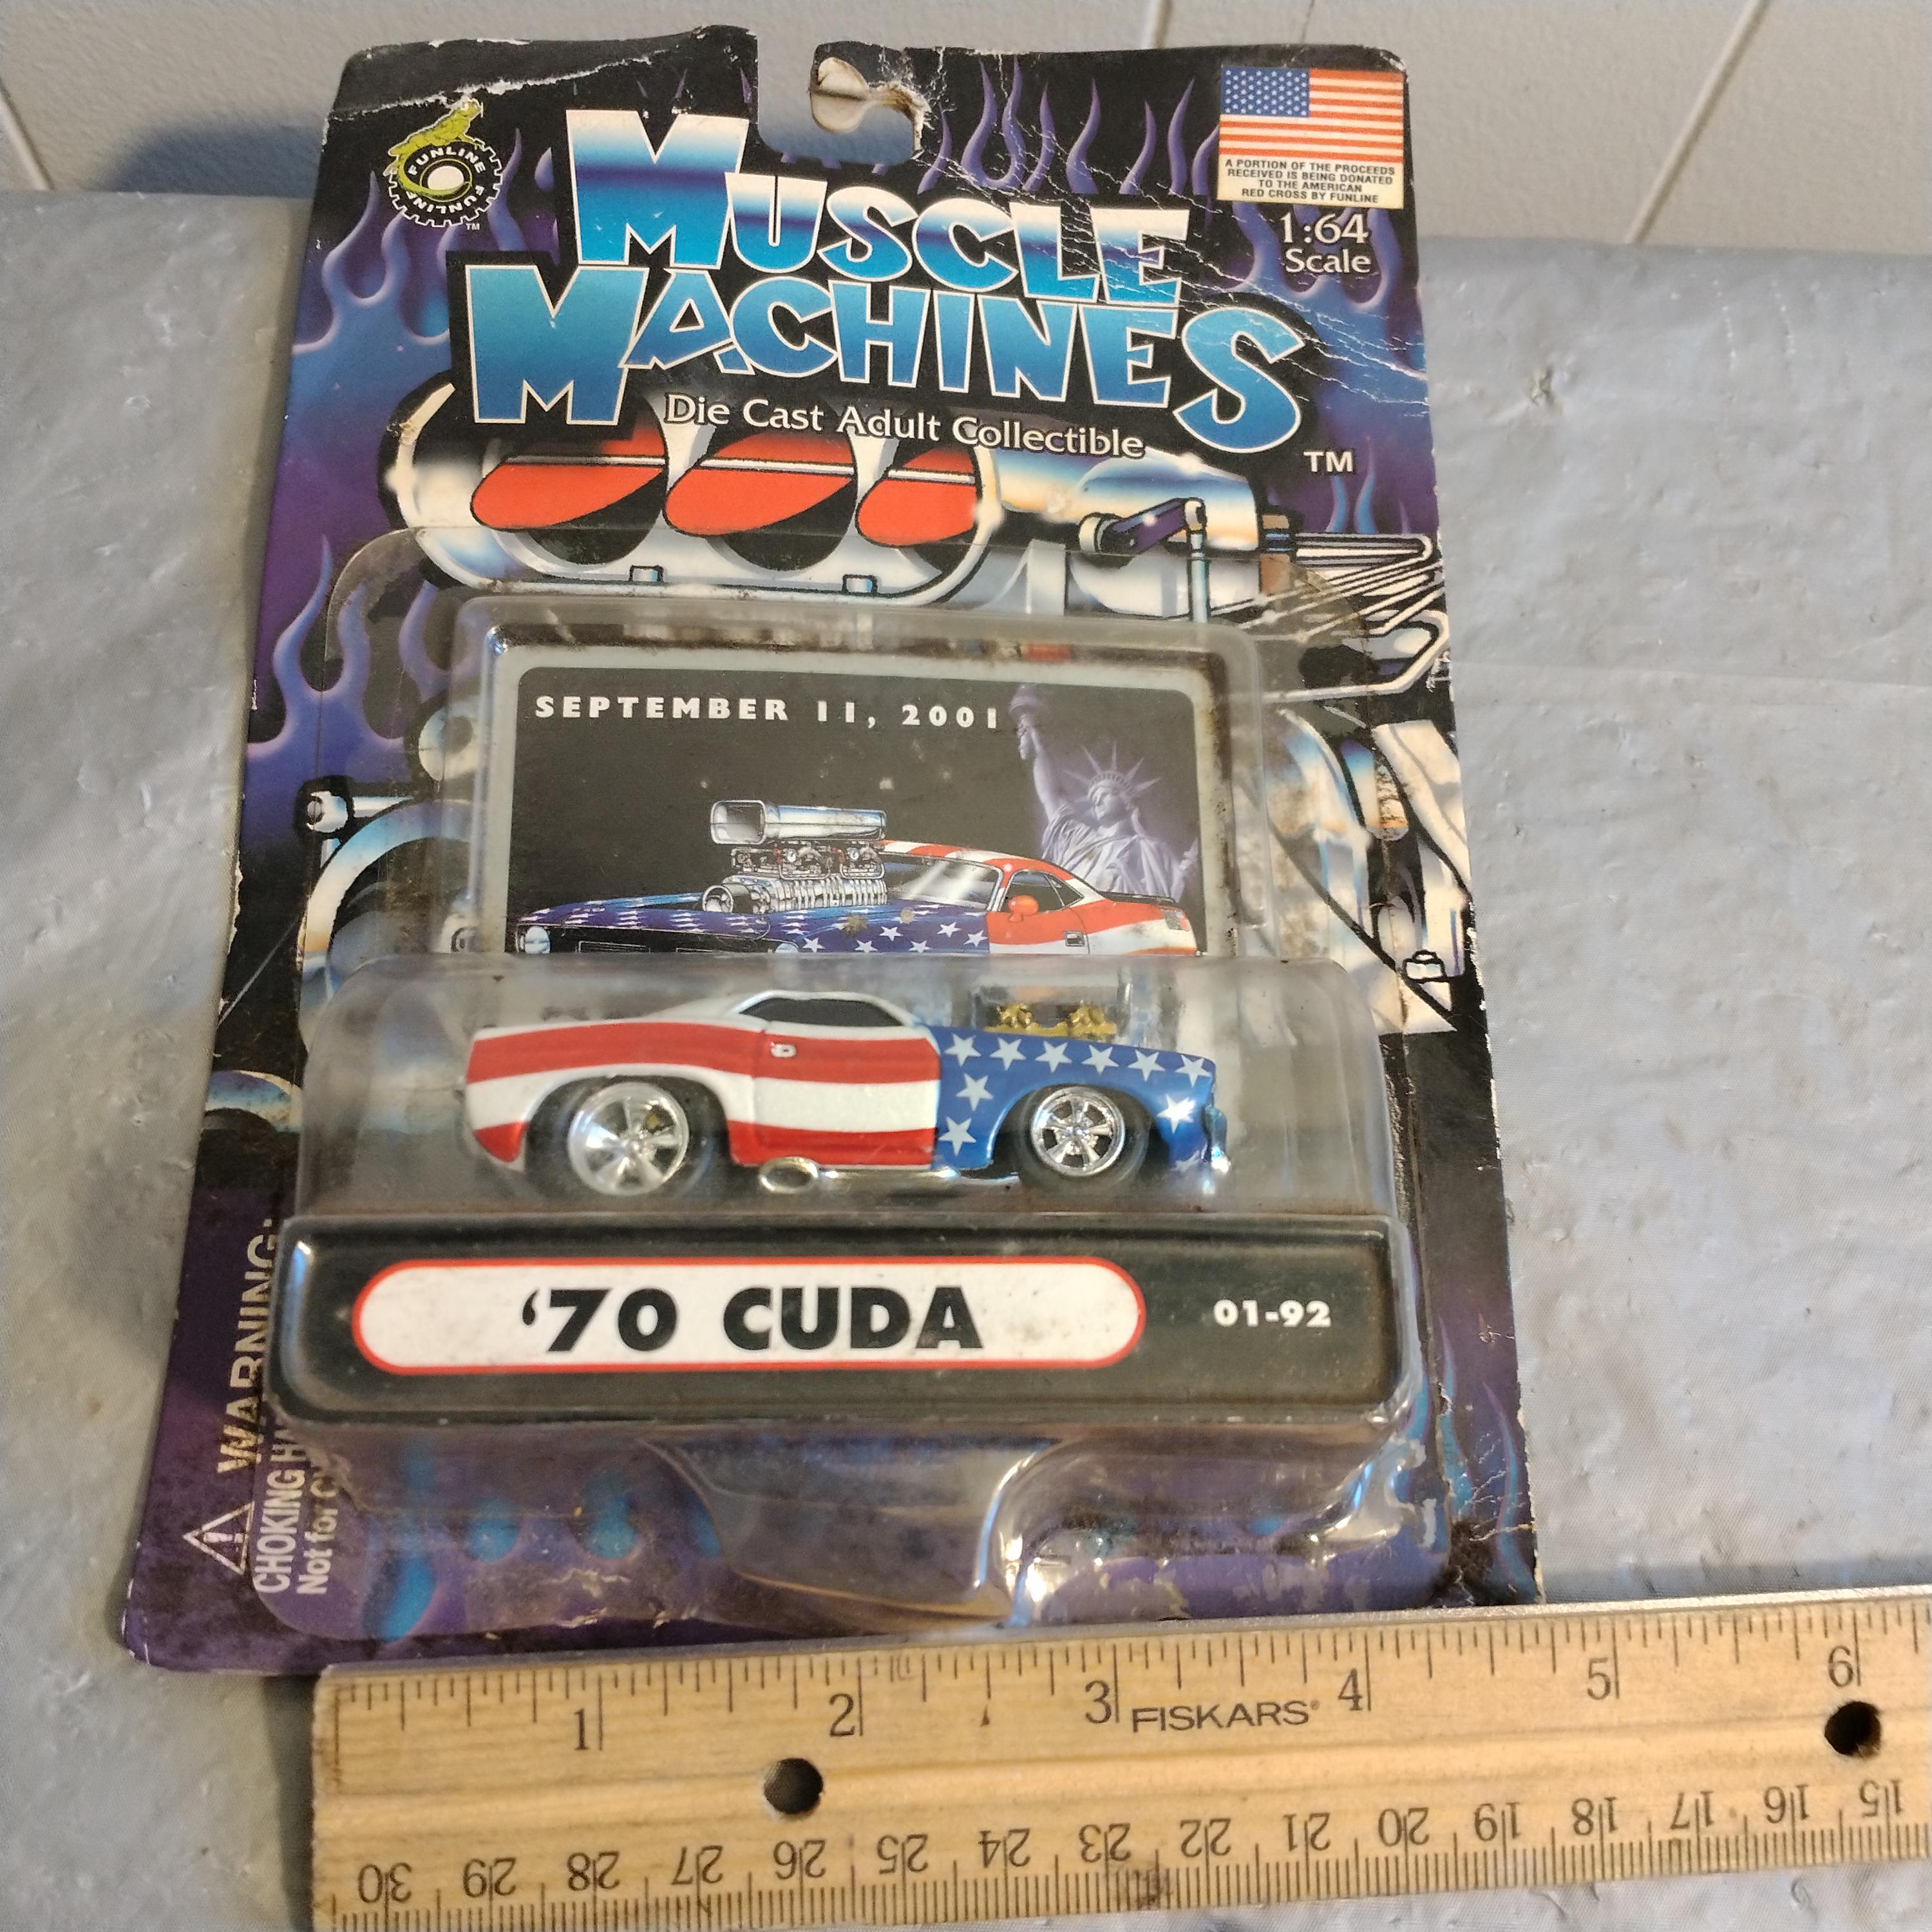 FUNLINE FUNLINE
TM
MUSCLE
MACHINES
TM
Die Cast Adult Collectible
A PORTION OF THE PROCEEDS
RECEIVED IS BEING DONATED
TO THE AMERICAN
RED CROSS BY FUNLINE
1:64
Scale
SEPTEMBER 11, 2001
'70 CUDA
01-92
WARNING:
CHOKING HA
Not for C
1 2 3 4 5 6
FISKARS®
30 29 28 27 26 25 24 23 22 21 20 19 18 17 16 15